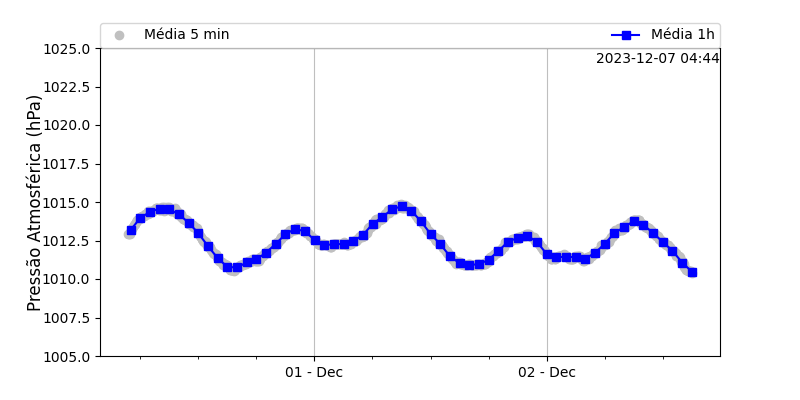 Média 5 min
Média 1h
2023-12-07 04:44
Pressão Atmosférica (hPa)
1025.0
1022.5
1020.0
1017.5
1015.0
1012.5
1010.0
1007.5
1005.0
01 - Dec
02 - Dec